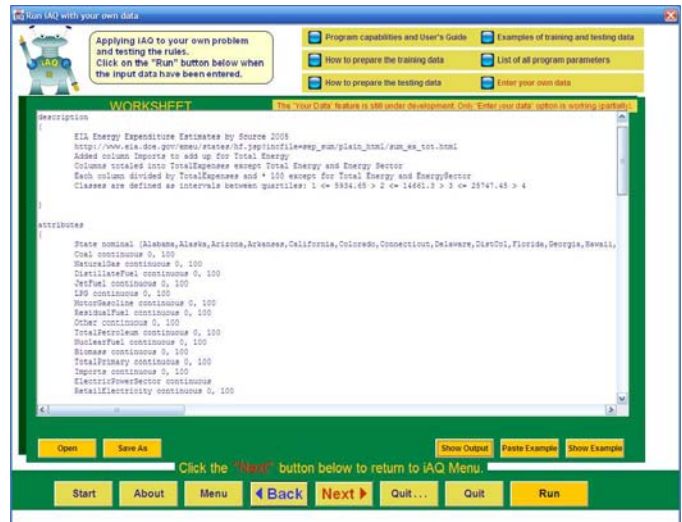 Run iAQ with your own data
iAQ
Applying iAQ to your own problem
and testing the rules.
Click on the "Run" button below when
the input data have been entered.
Program capabilities and User's Guide
Examples of training and testing data
How to prepare the training data
List of all program parameters
How to prepare the testing data
Enter your own data
WORKSHEET
The 'Your Data' feature is still under development. Only 'Enter your data' option is working (partially).
description
{
EIA Energy Expenditure Estimates by Source 2005
http://www.eia.doe.gov/emeu/states/hf.jsp?incfile=sep_sum/plain_html/sum_ex_tot.html
Added column Imports to add up for Total Energy
Columns totaled into TotalExpenses except Total Energy and Energy Sector
Each column divided by TotalExpenses and * 100 except for Total Energy and EnergySector
Classes are defined as intervals between quartiles: 1 <= 5934.65 > 2 <= 14661.3 > 3 <= 25747.45 > 4
}
attributes
{
State nominal {Alabama,Alaska,Arizona,Arkansas,California,Colorado,Connecticut,Delaware,DistCol,Florida,Georgia,Hawaii,
Coal continuous 0, 100
NaturalGas continuous 0, 100
DistillateFuel continuous 0, 100
JetFuel continuous 0, 100
LPG continuous 0, 100
MotorGasoline continuous 0, 100
ResidualFuel continuous 0, 100
Other continuous 0, 100
TotalPetroleum continuous 0, 100
NuclearFuel continuous 0, 100
Biomass continuous 0, 100
TotalPrimary continuous 0, 100
Imports continuous 0, 100
ElectricPowerSector continuous
RetailElectricity continuous 0, 100
Open
Save As
Show Output
Paste Example
Show Example
Click the "Next" button below to return to iAQ Menu.
Start
About
Menu
Back
Next
Quit...
Quit
Run